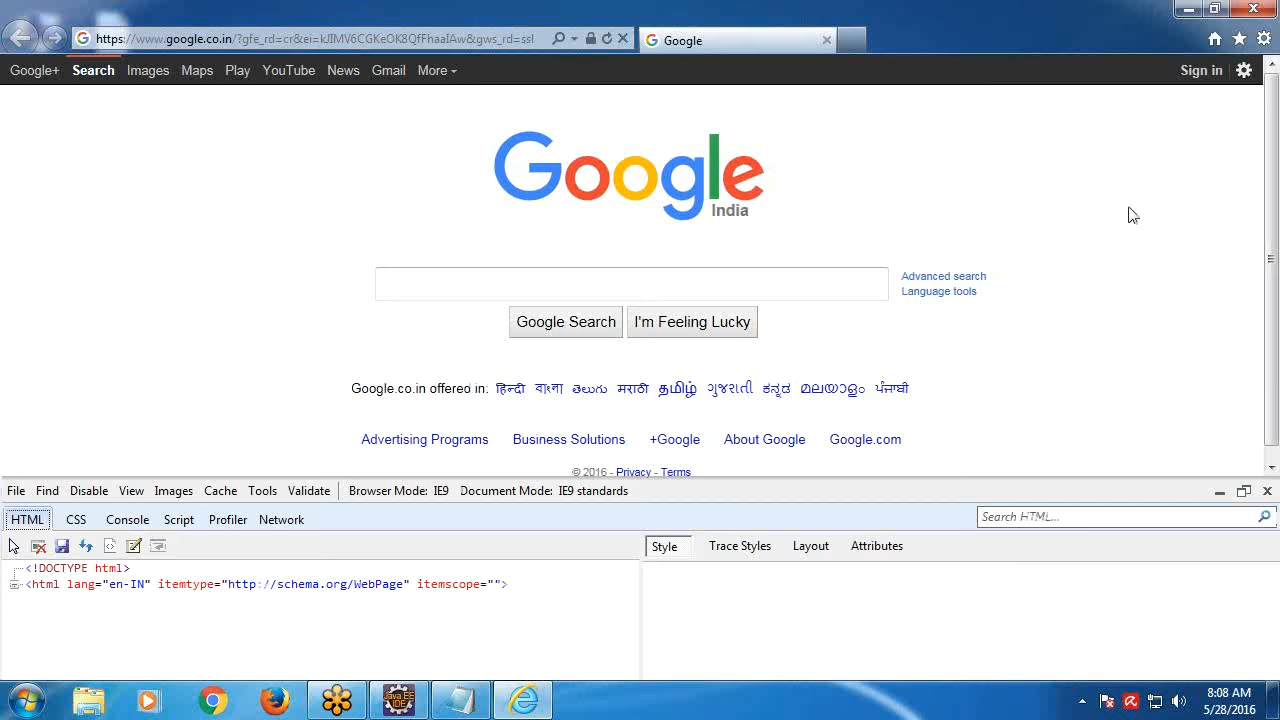 https://www.google.co.in/?gfe_rd=cr&ei=kJIMV6CGKeOK8QfFhaaIAw&gws_rd=ssl
Google
Google+ Search Images Maps Play YouTube News Gmail More
Sign in
Google
India
Advanced search
Language tools
Google Search I'm Feeling Lucky
Google.co.in offered in: हिन्दी বাংলা తెలుగు मराठी தமிழ் ગુજરાતી ಕನ್ನಡ മലയാളം ਪੰਜਾਬੀ
Advertising Programs Business Solutions +Google About Google Google.com
© 2016 - Privacy - Terms
File Find Disable View Images Cache Tools Validate Browser Mode: IE9 Document Mode: IE9 standards
HTML CSS Console Script Profiler Network Search HTML...
Style Trace Styles Layout Attributes
<!DOCTYPE html>
<html lang="en-IN" itemtype="http://schema.org/WebPage" itemscope="">
Java EE
IDE
8:08 AM
5/28/2016